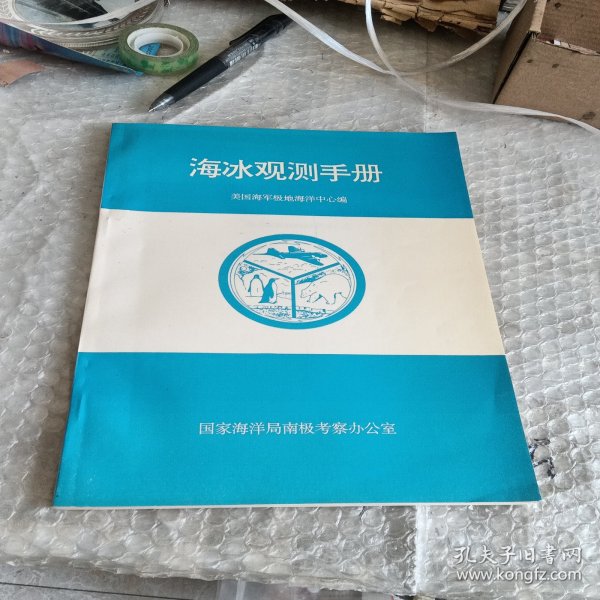 海冰观测手册
美国海军极地海洋中心编
国家海洋局南极考察办公室
孔夫子旧书网
www.kongfz.com